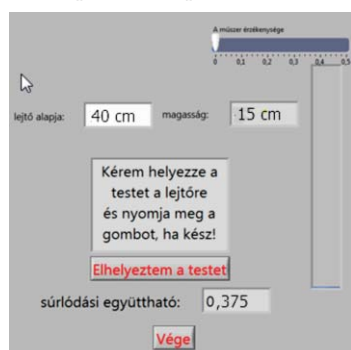 A műszer érzékenysége
0 0,1 0,2 0,3 0,4 0,5
lejtő alapja: 40 cm magasság: 15 cm
Kérem helyezze a
testet a lejtőre
és nyomja meg a
gombot, ha kész!
Elhelyeztem a testet
súrlódási együttható: 0,375
Vége